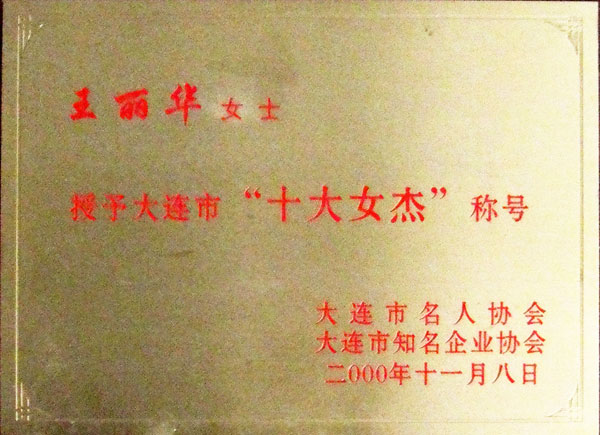 王丽华女士
授予大连市“十大女杰”称号
大连市名人协会
大连市知名企业协会
二000年十一月八日